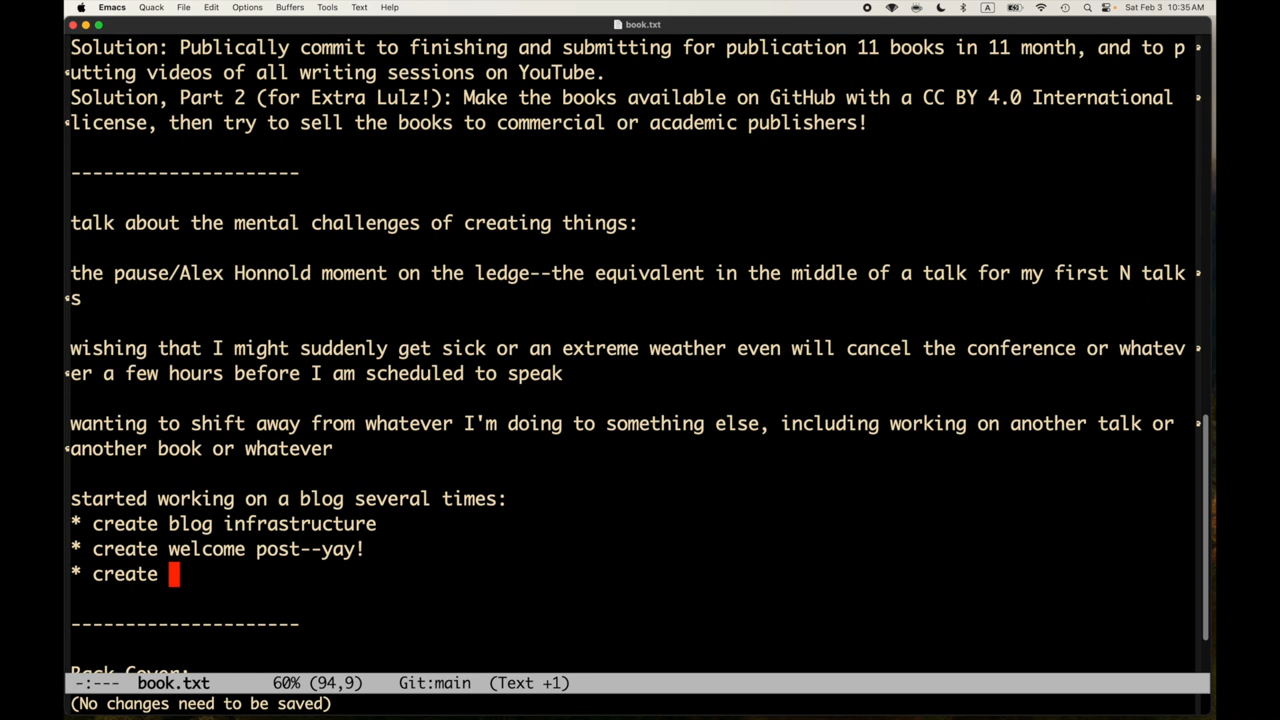 Emacs Quack File Edit Options Buffers Tools Text Help A Sat Feb 3 10:35 AM
book.txt
Solution: Publically commit to finishing and submitting for publication 11 books in 11 month, and to p
utting videos of all writing sessions on YouTube.
Solution, Part 2 (for Extra Lulz!): Make the books available on GitHub with a CC BY 4.0 International
license, then try to sell the books to commercial or academic publishers!
---------------------
talk about the mental challenges of creating things:
the pause/Alex Honnold moment on the ledge--the equivalent in the middle of a talk for my first N talk
s
wishing that I might suddenly get sick or an extreme weather even will cancel the conference or whatev
er a few hours before I am scheduled to speak
wanting to shift away from whatever I'm doing to something else, including working on another talk or
another book or whatever
started working on a blog several times:
* create blog infrastructure
* create welcome post--yay!
* create
---------------------
Back Cover:
-:--- book.txt 60% (94,9) Git:main (Text +1)
(No changes need to be saved)